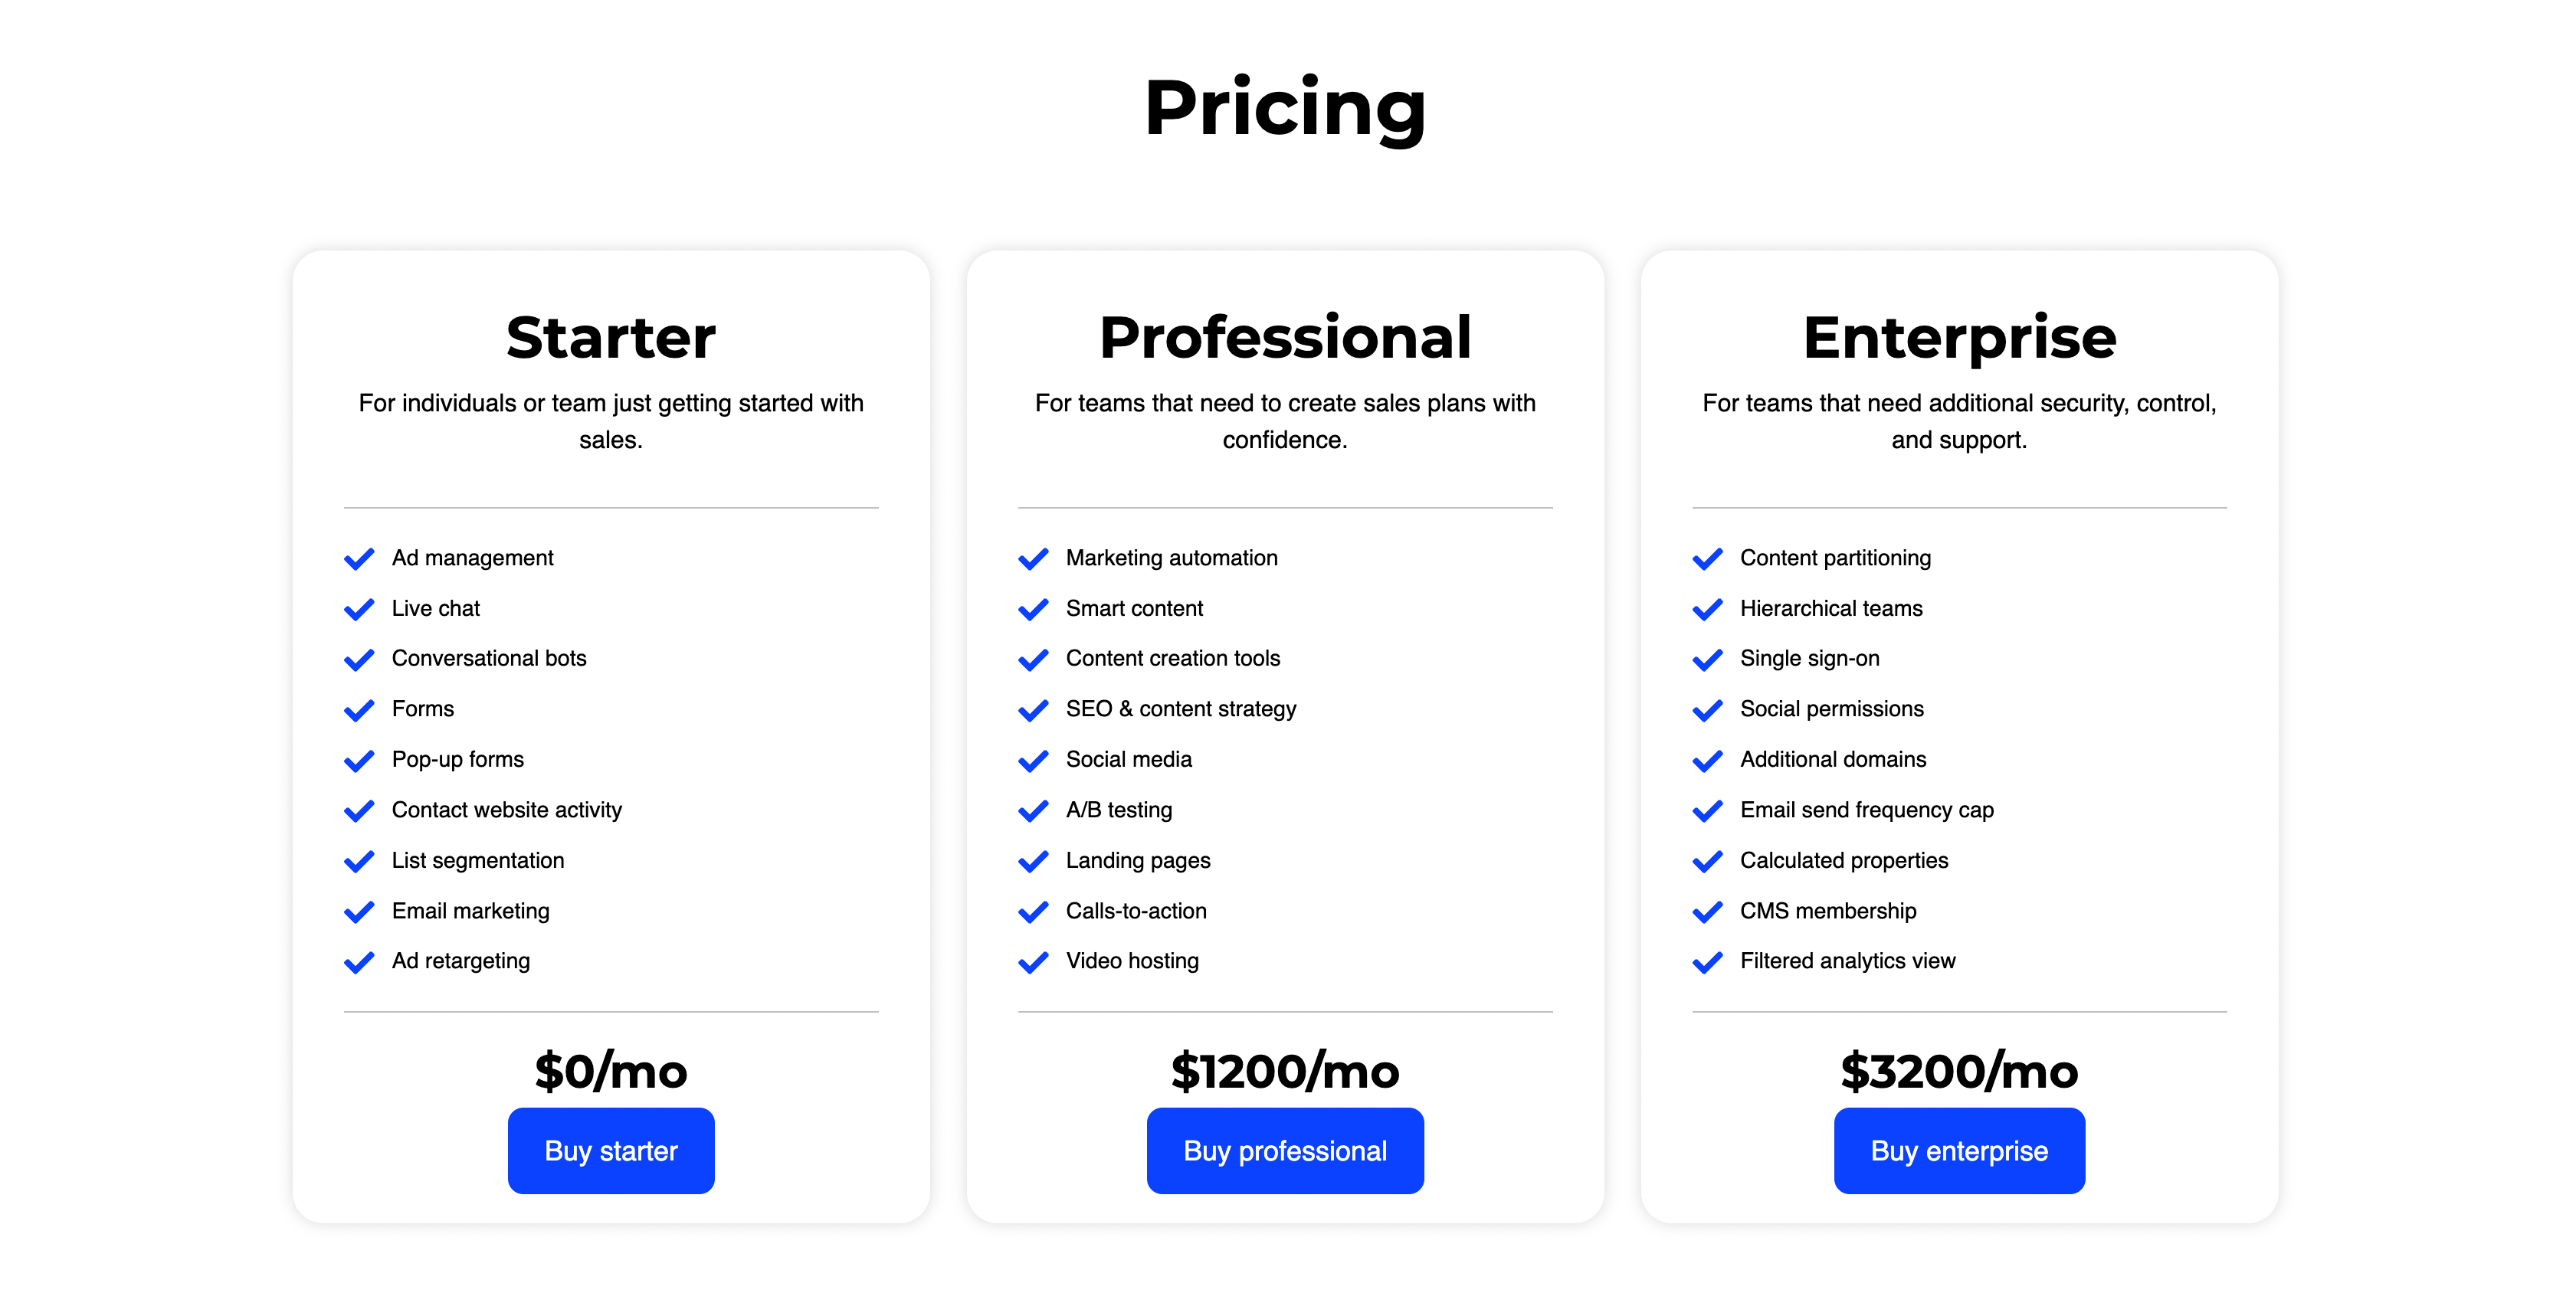 Pricing
Starter
For individuals or team just getting started with
sales.
Ad management
Live chat
Conversational bots
Forms
Pop-up forms
Contact website activity
List segmentation
Email marketing
Ad retargeting
$0/mo
Buy starter
Professional
For teams that need to create sales plans with
confidence.
Marketing automation
Smart content
Content creation tools
SEO & content strategy
Social media
A/B testing
Landing pages
Calls-to-action
Video hosting
$1200/mo
Buy professional
Enterprise
For teams that need additional security, control,
and support.
Content partitioning
Hierarchical teams
Single sign-on
Social permissions
Additional domains
Email send frequency cap
Calculated properties
CMS membership
Filtered analytics view
$3200/mo
Buy enterprise